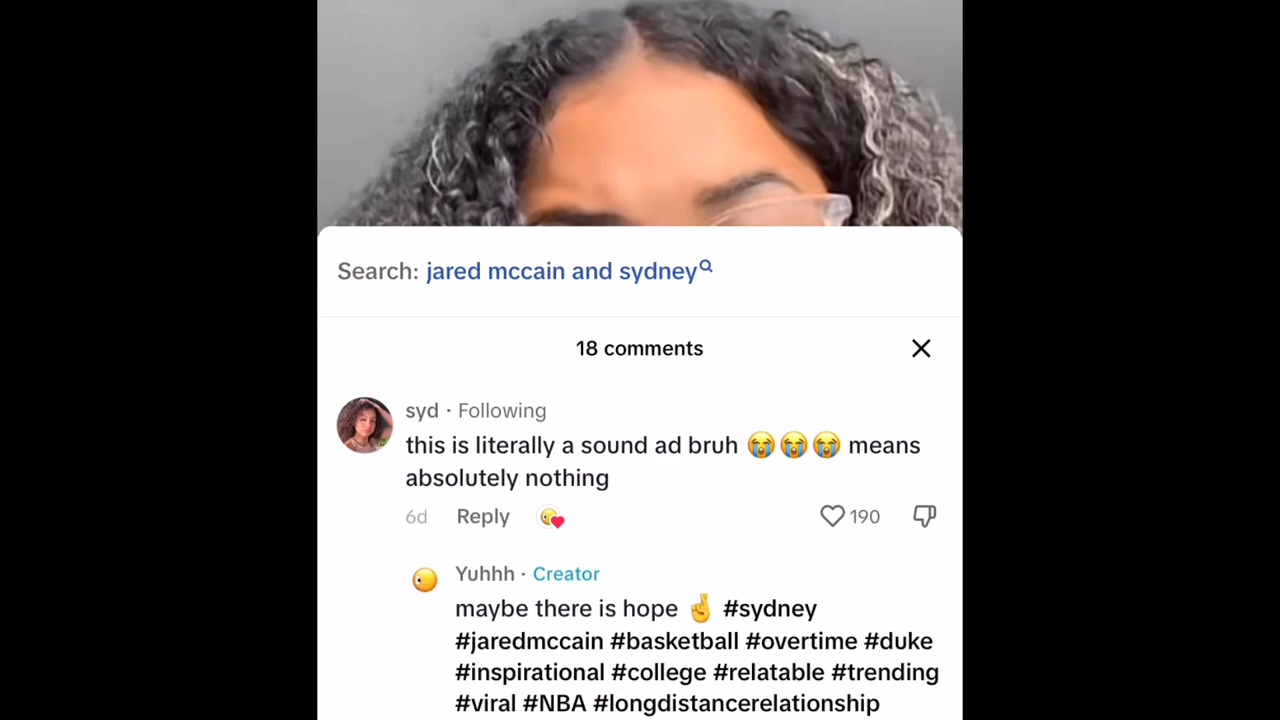 Search: jared mccain and sydney
18 comments
syd · Following
this is literally a sound ad bruh 😭😭😭 means
absolutely nothing
6d Reply 190
Yuhhh · Creator
maybe there is hope 🤞 #sydney
#jaredmccain #basketball #overtime #duke
#inspirational #college #relatable #trending
#viral #NBA #longdistancerelationship